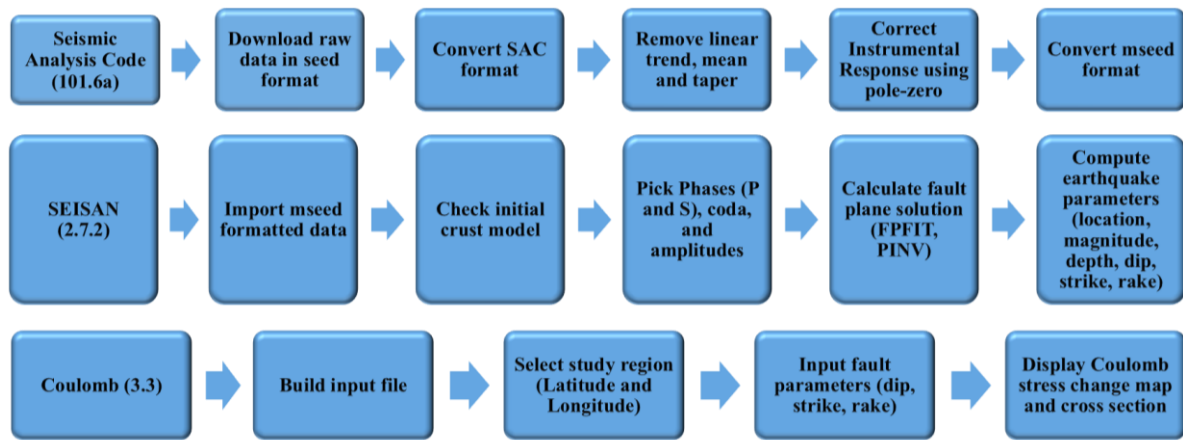 Seismic
Analysis Code
(101.6a)
Download raw
data in seed
format
Convert SAC
format
Remove linear
trend, mean
and taper
Correct
Instrumental
Response using
pole-zero
Convert mseed
format
SEISAN
(2.7.2)
Import mseed
formatted data
Check initial
crust model
Pick Phases (P
and S), coda,
and
amplitudes
Calculate fault
plane solution
(FPFIT,
PINV)
Compute
earthquake
parameters
(location,
magnitude,
depth, dip,
strike, rake)
Coulomb (3.3)
Build input file
Select study region
(Latitude and
Longitude)
Input fault
parameters (dip,
strike, rake)
Display Coulomb
stress change map
and cross section